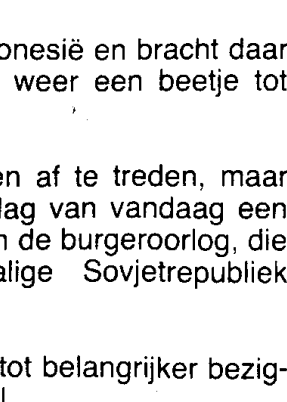 onesië en bracht daar
weer een beetje tot
en af te treden, maar
lag van vandaag een
n de burgeroorlog, die
alige Sovjetrepubliek
tot belangrijker bezig-